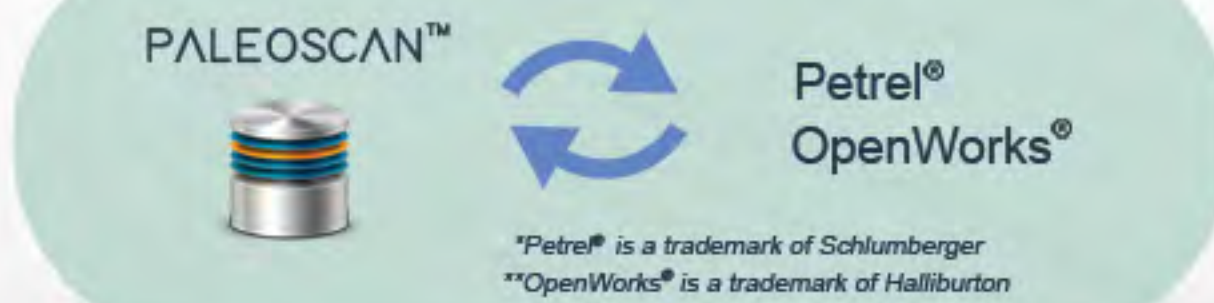 PALEOSCAN™
Petrel®
OpenWorks®
*Petrel® is a trademark of Schlumberger
**OpenWorks® is a trademark of Halliburton